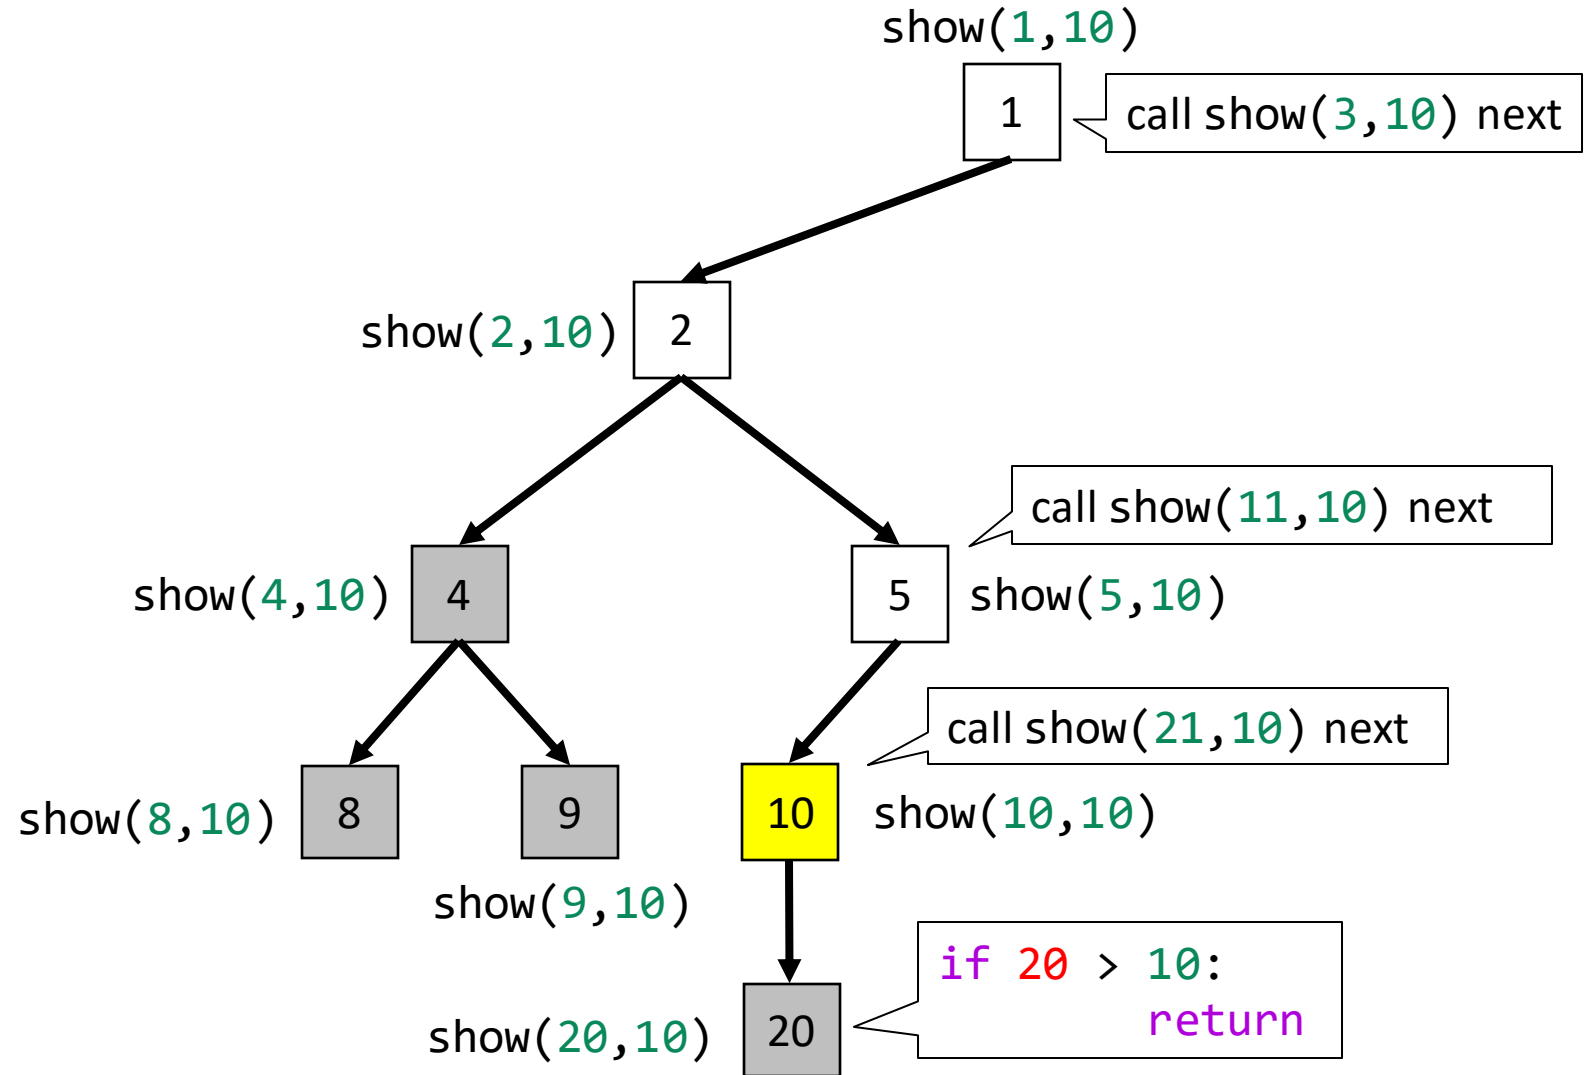 show(1,10)
1
call show(3,10) next
show(2,10)
2
call show(11,10) next
show(4,10)
4
5
show(5,10)
call show(21,10) next
show(8,10)
8
9
10
show(10,10)
show(9,10)
if 20 > 10:
return
show(20,10)
20